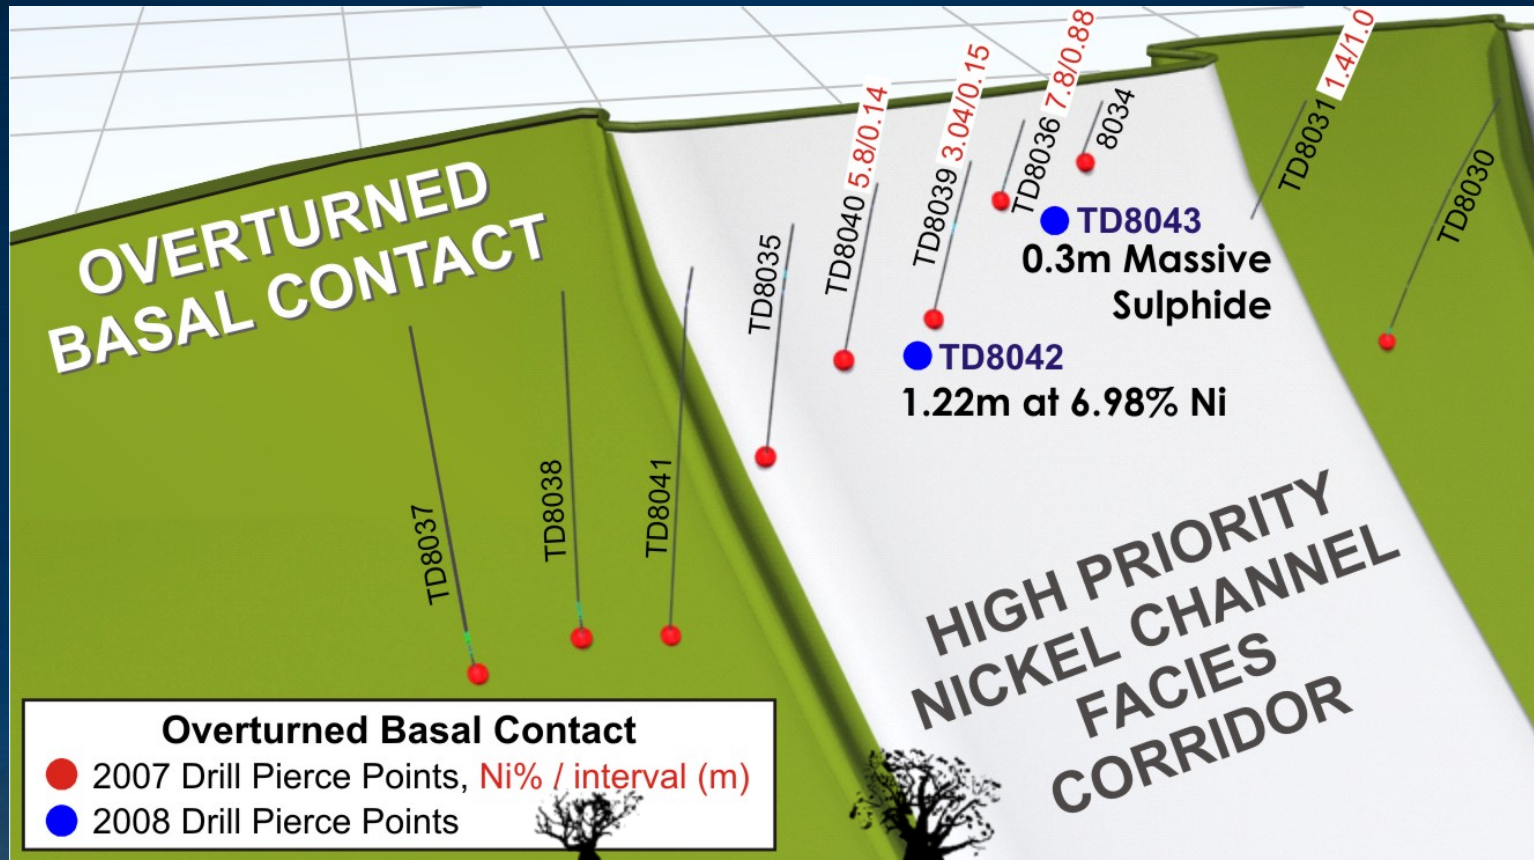 OVERTURNED
BASAL CONTACT
TD8037
TD8038
TD8041
TD8035
TD8040 5.8/0.14
TD8039 3.04/0.15
TD8036 7.8/0.88
8034
TD8031 1.4/1.0
TD8030
TD8043
0.3m Massive
Sulphide
TD8042
1.22m at 6.98% Ni
HIGH PRIORITY
NICKEL CHANNEL
FACIES
CORRIDOR
Overturned Basal Contact
2007 Drill Pierce Points, Ni% / interval (m)
2008 Drill Pierce Points